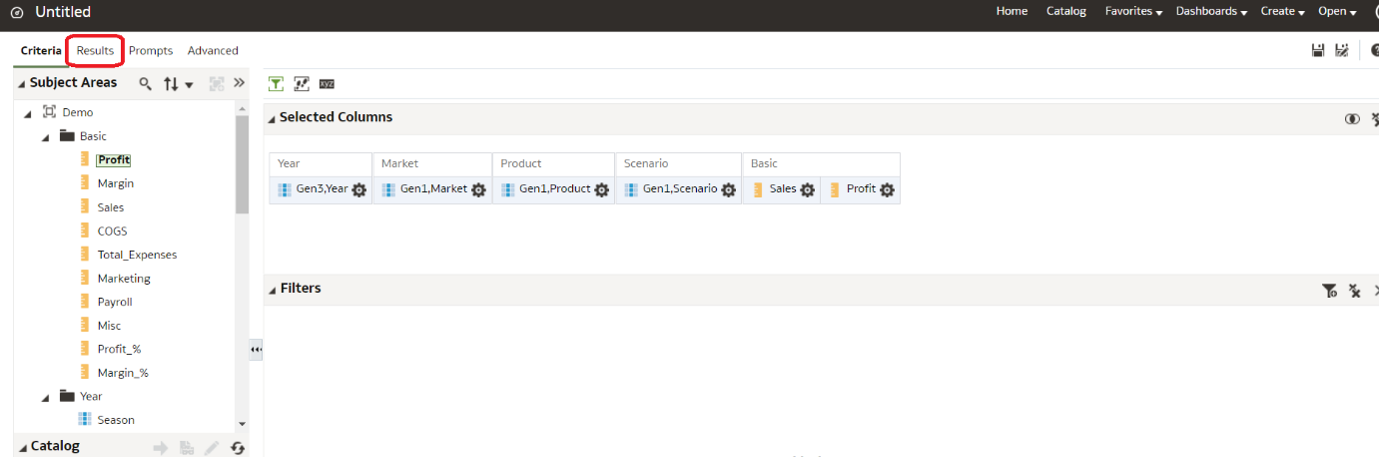 Untitled Home Catalog Favorites Dashboards Create Open
Criteria Results Prompts Advanced
Subject Areas
xyz
Demo
Selected Columns
Basic
Profit
Year Market Product Scenario Basic
Margin
Gen3,Year Gen1,Market Gen1,Product Gen1,Scenario Sales Profit
Sales
COGS
Total_Expenses
Marketing
Filters
Payroll
Misc
Profit_%
Margin_%
Year
Season
Catalog